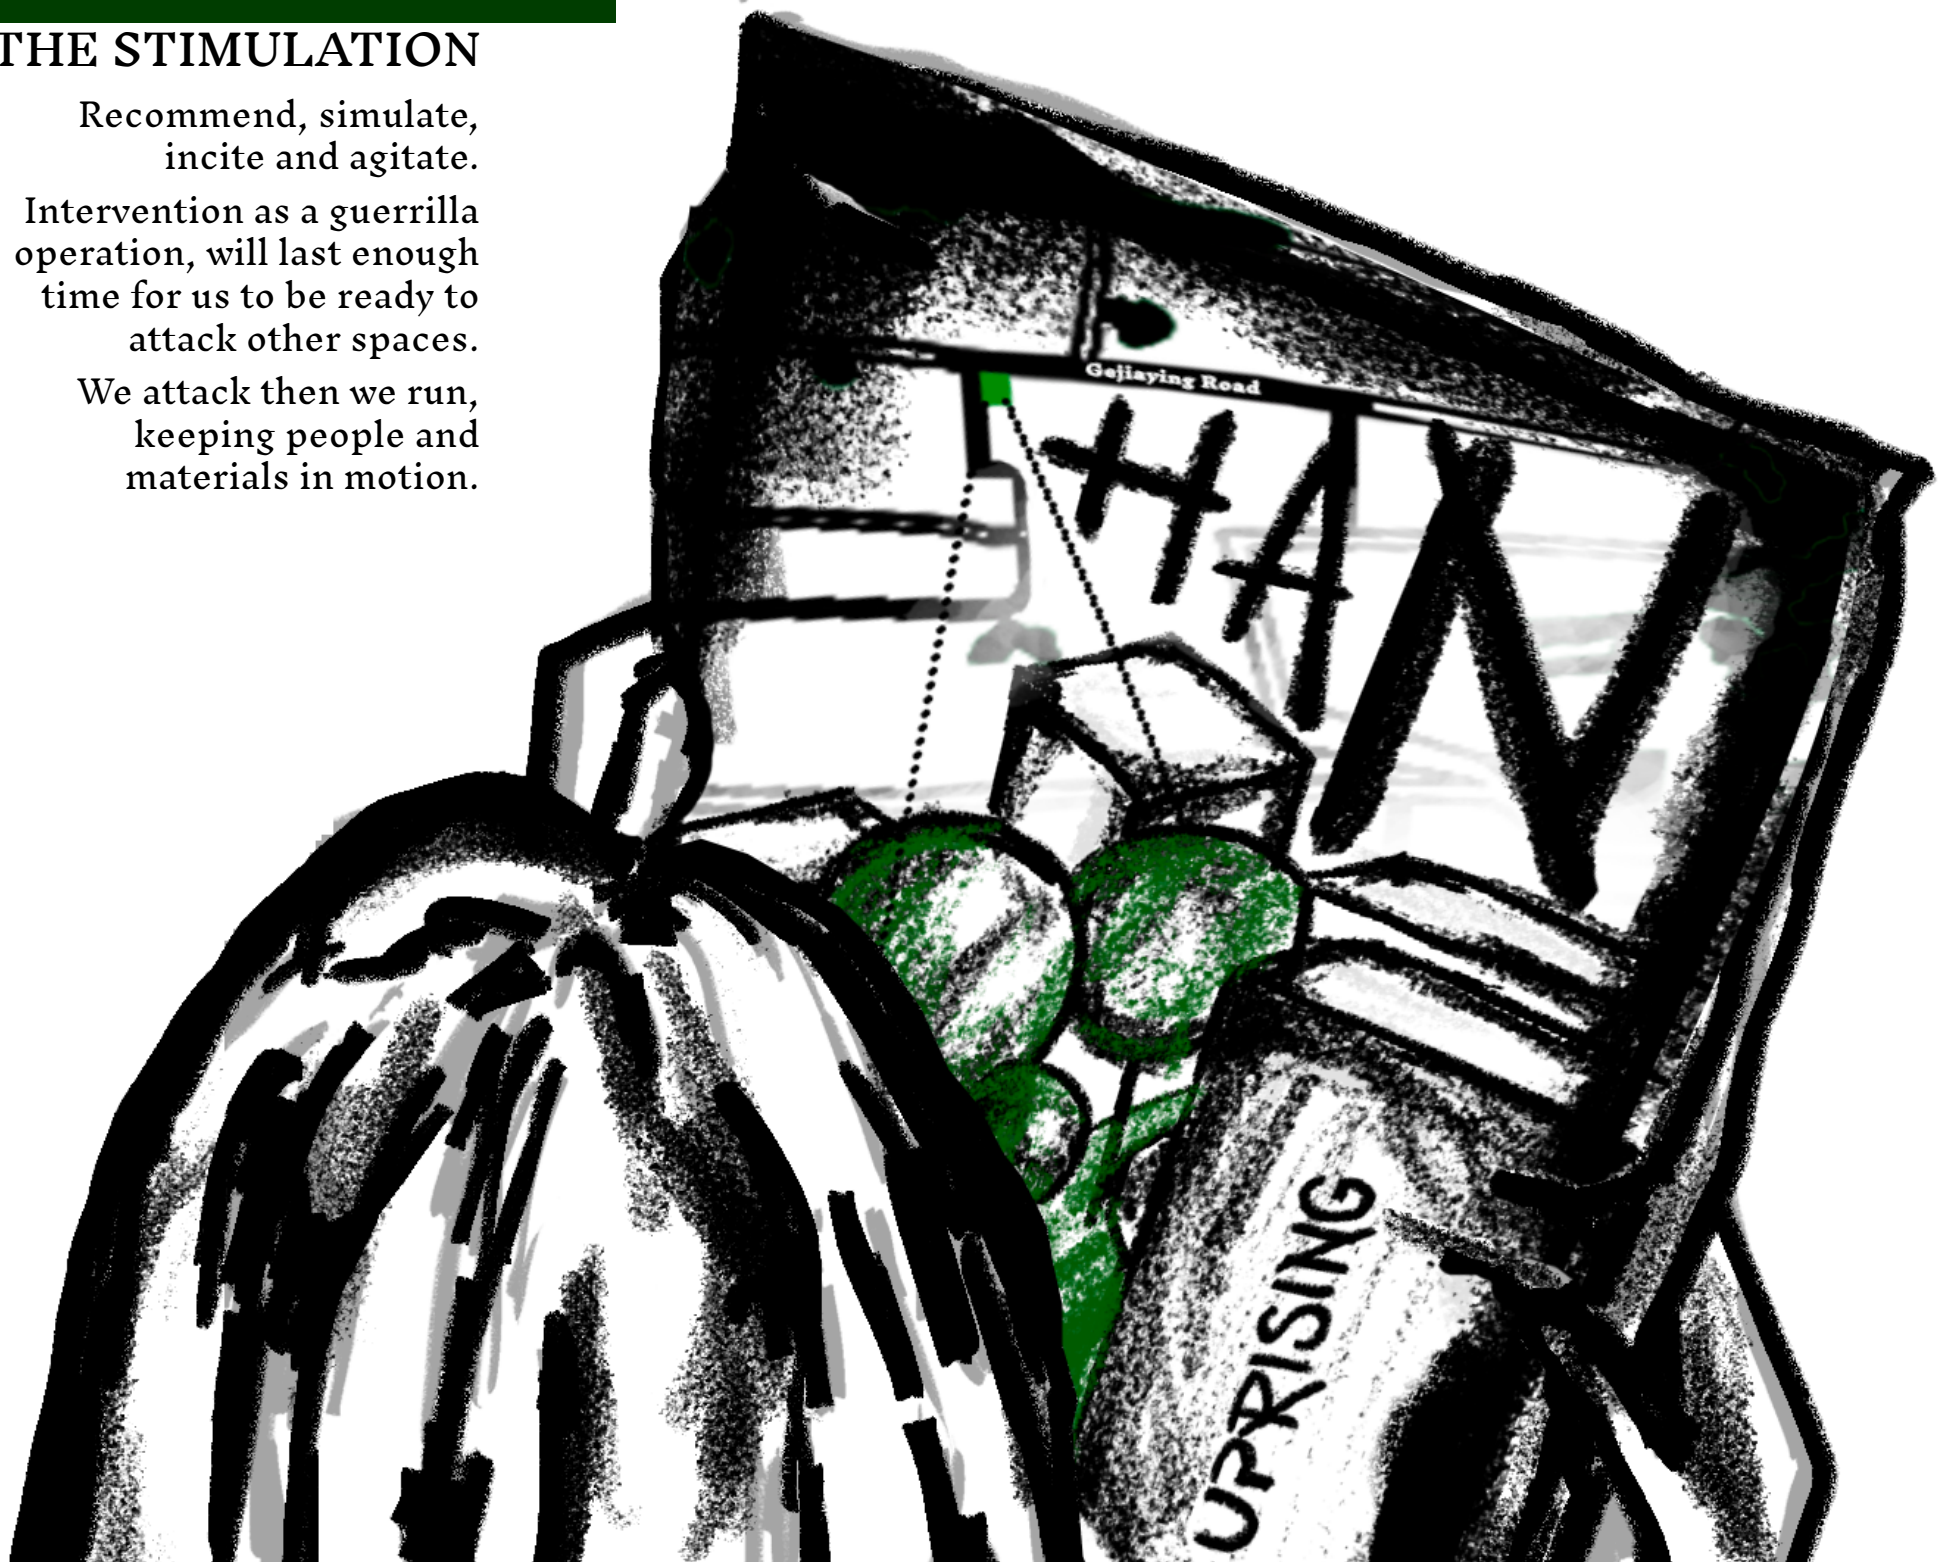 THE STIMULATION
Recommend, simulate,
incite and agitate.
Intervention as a guerrilla
operation, will last enough
time for us to be ready to
attack other spaces.
We attack then we run,
keeping people and
materials in motion.
Gejiaying Road
HAN
UPRISING